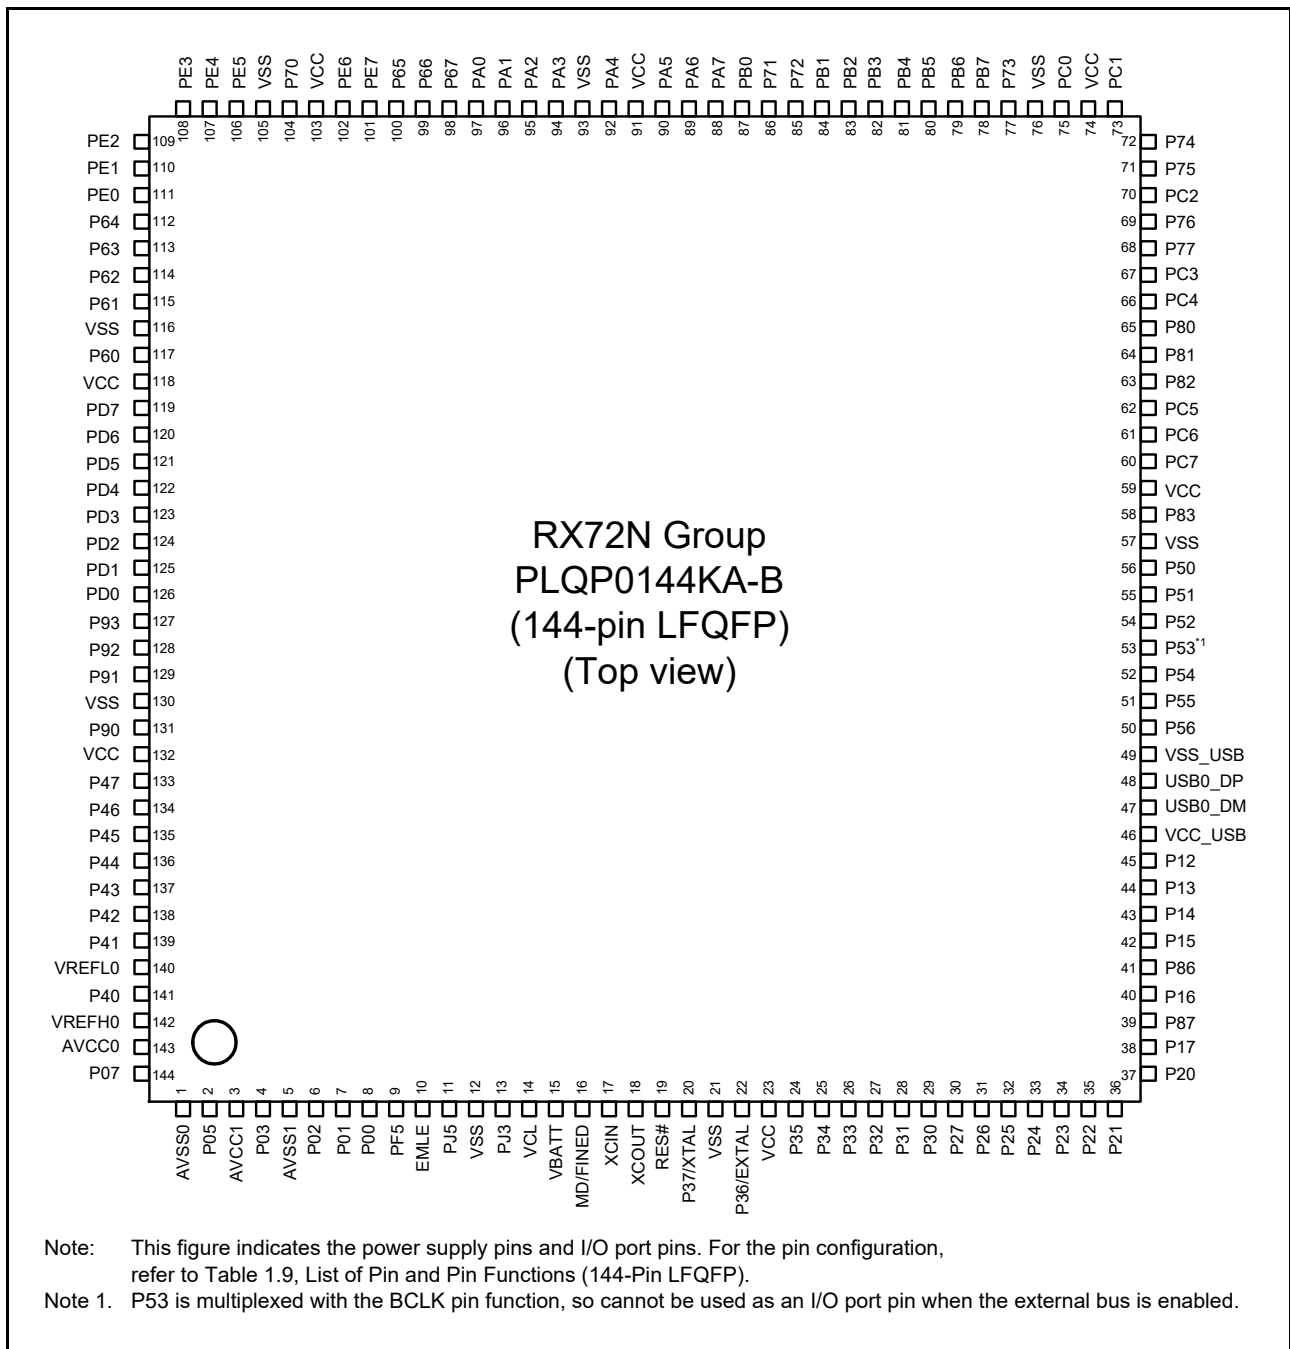 PE3 PE4 PE5 VSS P70 VCC PE6 PE7 P65 P66 P67 PA0 PA1 PA2 PA3 VSS PA4 VCC PA5 PA6 PA7 PB0 P71 P72 PB1 PB2 PB3 PB4 PB5 PB6 PB7 P73 VSS PC0 VCC PC1
108 107 106 105 104 103 102 101 100 99 98 97 96 95 94 93 92 91 90 89 88 87 86 85 84 83 82 81 80 79 78 77 76 75 74 73
PE2 109
PE1 110
PE0 111
P64 112
P63 113
P62 114
P61 115
VSS 116
P60 117
VCC 118
PD7 119
PD6 120
PD5 121
PD4 122
PD3 123
PD2 124
PD1 125
PD0 126
P93 127
P92 128
P91 129
VSS 130
P90 131
VCC 132
P47 133
P46 134
P45 135
P44 136
P43 137
P42 138
P41 139
VREFL0 140
P40 141
VREFH0 142
AVCC0 143
P07 144
RX72N Group
PLQP0144KA-B
(144-pin LFQFP)
(Top view)
72 P74
71 P75
70 PC2
69 P76
68 P77
67 PC3
66 PC4
65 P80
64 P81
63 P82
62 PC5
61 PC6
60 PC7
59 VCC
58 P83
57 VSS
56 P50
55 P51
54 P52
53 P53*1
52 P54
51 P55
50 P56
49 VSS_USB
48 USB0_DP
47 USB0_DM
46 VCC_USB
45 P12
44 P13
43 P14
42 P15
41 P86
40 P16
39 P87
38 P17
37 P20
1 2 3 4 5 6 7 8 9 10 11 12 13 14 15 16 17 18 19 20 21 22 23 24 25 26 27 28 29 30 31 32 33 34 35 36
AVSS0 P05 AVCC1 P03 AVSS1 P02 P01 P00 PF5 EMLE PJ5 VSS PJ3 VCL VBATT MD/FINED XCIN XCOUT RES# P37/XTAL VSS P36/EXTAL VCC P35 P34 P33 P32 P31 P30 P27 P26 P25 P24 P23 P22 P21
Note: This figure indicates the power supply pins and I/O port pins. For the pin configuration,
refer to Table 1.9, List of Pin and Pin Functions (144-Pin LFQFP).
Note 1. P53 is multiplexed with the BCLK pin function, so cannot be used as an I/O port pin when the external bus is enabled.